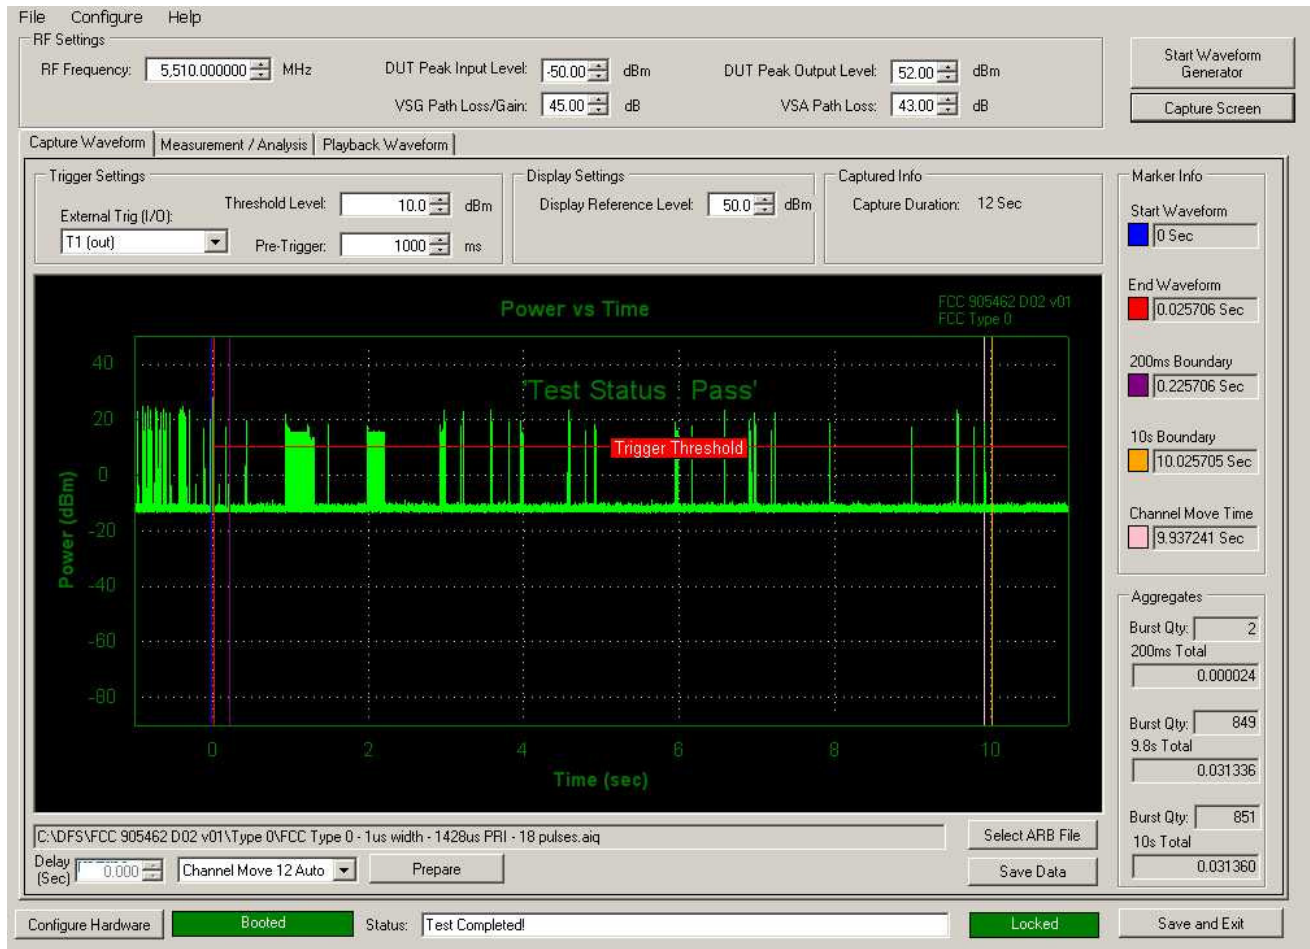 File Configure Help
RF Settings
RF Frequency: 5,510.000000 MHz
DUT Peak Input Level: -50.00 dBm
DUT Peak Output Level: 52.00 dBm
VSG Path Loss/Gain: 45.00 dB
VSA Path Loss: 43.00 dB
Start Waveform
Generator
Capture Screen
Capture Waveform Measurement / Analysis Playback Waveform
Trigger Settings
External Trig (I/O):
T1 (out)
Threshold Level: 10.0 dBm
Pre-Trigger: 1000 ms
Display Settings
Display Reference Level: 50.0 dBm
Captured Info
Capture Duration: 12 Sec
Marker Info
Start Waveform
0 Sec
End Waveform
0.025706 Sec
200ms Boundary
0.225706 Sec
10s Boundary
10.025705 Sec
Channel Move Time
9.937241 Sec
Power vs Time
FCC 905462 D02 v01
FCC Type 0
'Test Status : Pass'
Trigger Threshold
Power (dBm)
40
20
0
-20
-40
-60
-80
0 2 4 6 8 10
Time (sec)
Aggregates
Burst Qty: 2
200ms Total
0.000024
Burst Qty: 849
9.8s Total
0.031336
Burst Qty: 851
10s Total
0.031360
C:\DFS\FCC 905462 D02 v01\Type 0\FCC Type 0 - 1us width - 1428us PRI - 18 pulses.aiq
Select ARB File
Delay
(Sec) 0.000
Channel Move 12 Auto
Prepare
Save Data
Configure Hardware
Booted
Status: Test Completed!
Locked
Save and Exit